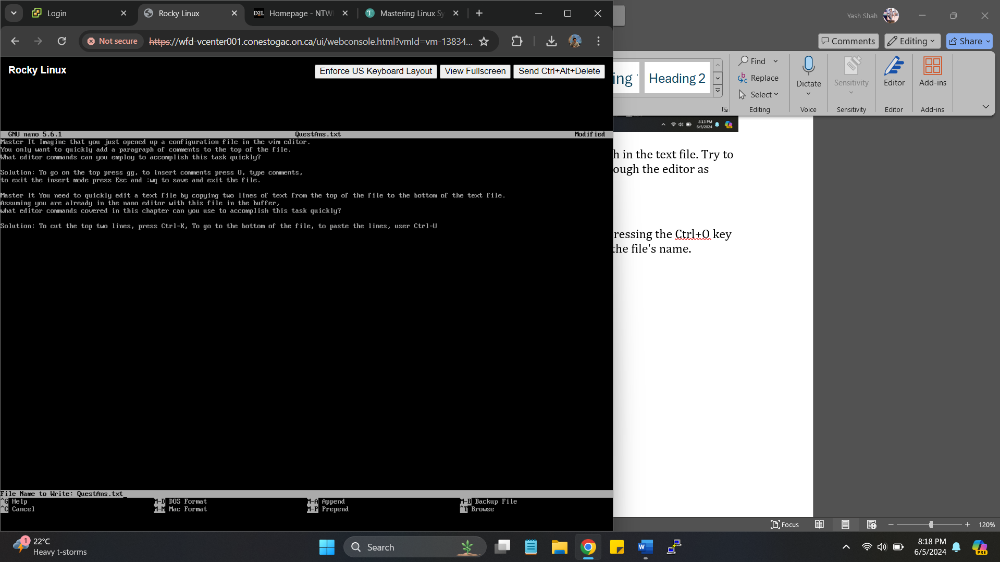 Login
Rocky Linux
D2L Homepage - NTW
T Mastering Linux Sy
Not secure
https://wfd-vcenter001.conestogac.on.ca/ui/webconsole.html?vmId=vm-13834...
Rocky Linux
Enforce US Keyboard Layout
View Fullscreen
Send Ctrl+Alt+Delete
GNU nano 5.6.1 QuestAns.txt Modified
Master It Imagine that you just opened up a configuration file in the vim editor.
You only want to quickly add a paragraph of comments to the top of the file.
What editor commands can you employ to accomplish this task quickly?
Solution: To go on the top press gg, to insert comments press O, type comments,
to exit the insert mode press Esc and :wq to save and exit the file.
Master It You need to quickly edit a text file by copying two lines of text from the top of the file to the bottom of the text file.
Assuming you are already in the nano editor with this file in the buffer,
what editor commands covered in this chapter can you use to accomplish this task quickly?
Solution: To cut the top two lines, press Ctrl-K, To go to the bottom of the file, to paste the lines, user Ctrl-U
File Name to Write: QuestAns.txt
^G Help M-D DOS Format M-A Append M-B Backup File
^C Cancel M-M Mac Format M-P Prepend ^T Browse
Yash Shah
Comments
Editing
Share
ing
Heading 2
Find
Replace
Select
Editing
Dictate
Voice
Sensitivity
Sensitivity
Editor
Editor
Add-ins
Add-ins
8:13 PM
6/5/2024
h in the text file. Try to
ough the editor as
ressing the Ctrl+O key
the file's name.
Focus
120%
1
22°C
Heavy t-storms
Search
W
8:18 PM
6/5/2024
PRE